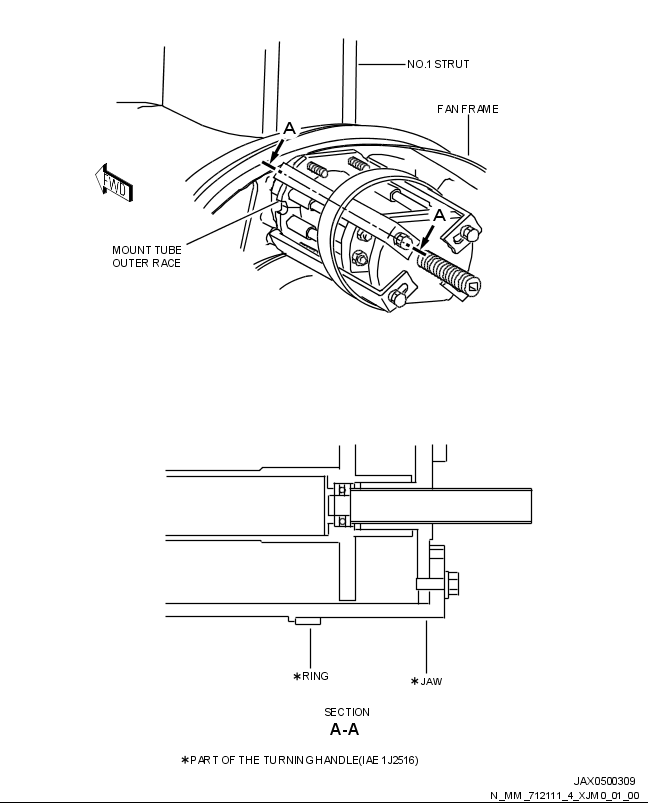 NO.1 STRUT
FAN FRAME
A
FWD
A
MOUNT TUBE
OUTER RACE
*RING
*JAW
SECTION
A-A
*PART OF THE TURNING HANDLE(IAE 1J2516)
JAX0500309
N_MM_712111_4_XJM0_01_00